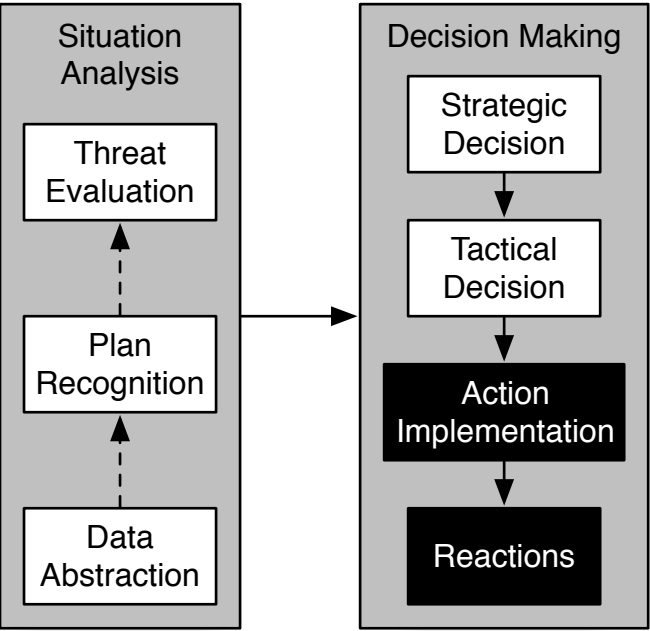 Situation
Analysis
Threat
Evaluation
Plan
Recognition
Data
Abstraction
Decision Making
Strategic
Decision
Tactical
Decision
Action
Implementation
Reactions